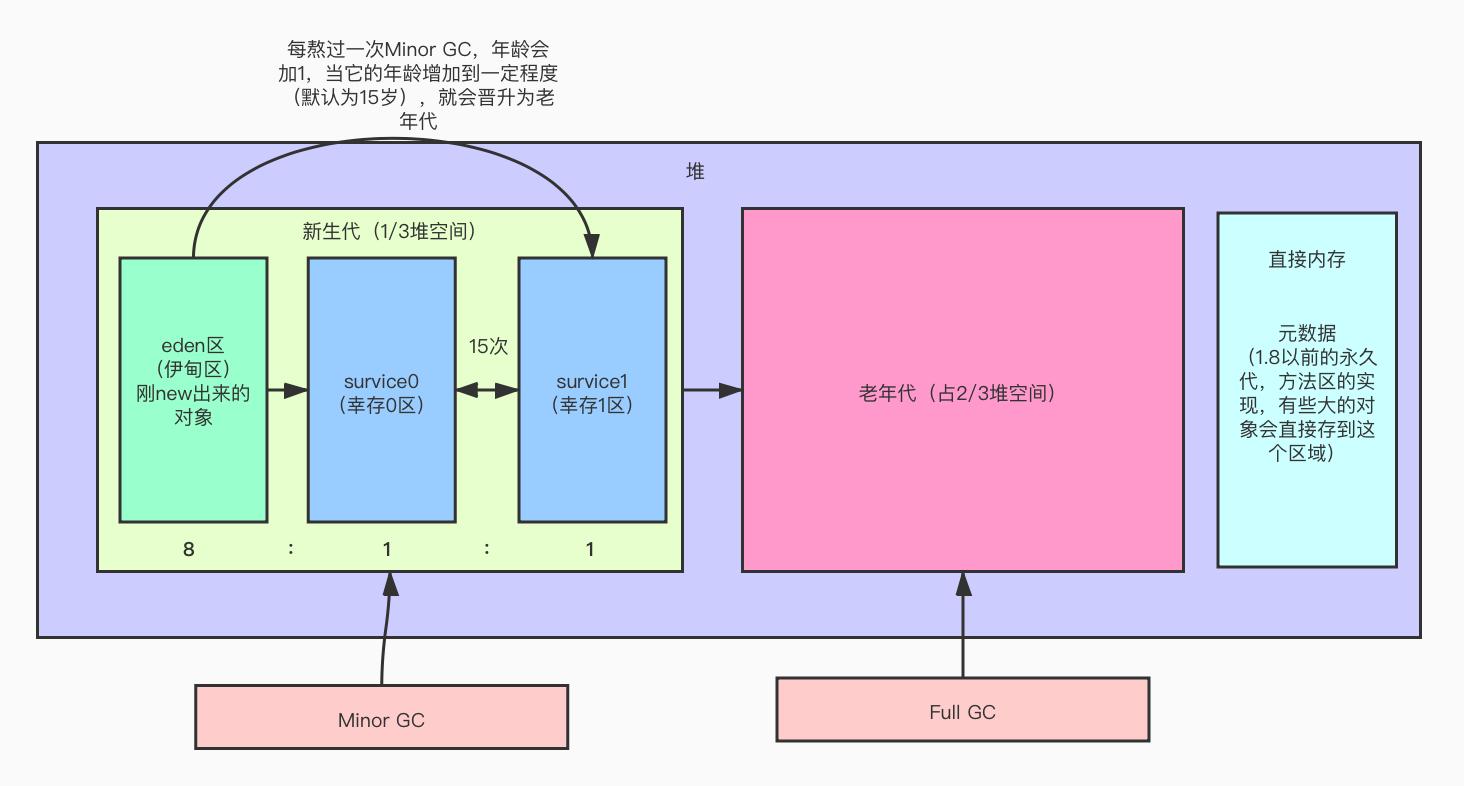 每熬过一次Minor GC，年龄会
加1，当它的年龄增加到一定程度
（默认为15岁），就会晋升为老
年代
堆
新生代（1/3堆空间）
eden区
（伊甸区）
刚new出来的
对象
survice0
（幸存0区）
15次
survice1
（幸存1区）
8 : 1 : 1
老年代（占2/3堆空间）
直接内存
元数据
（1.8以前的永久
代，方法区的实
现，有些大的对
象会直接存到这
个区域）
Minor GC
Full GC